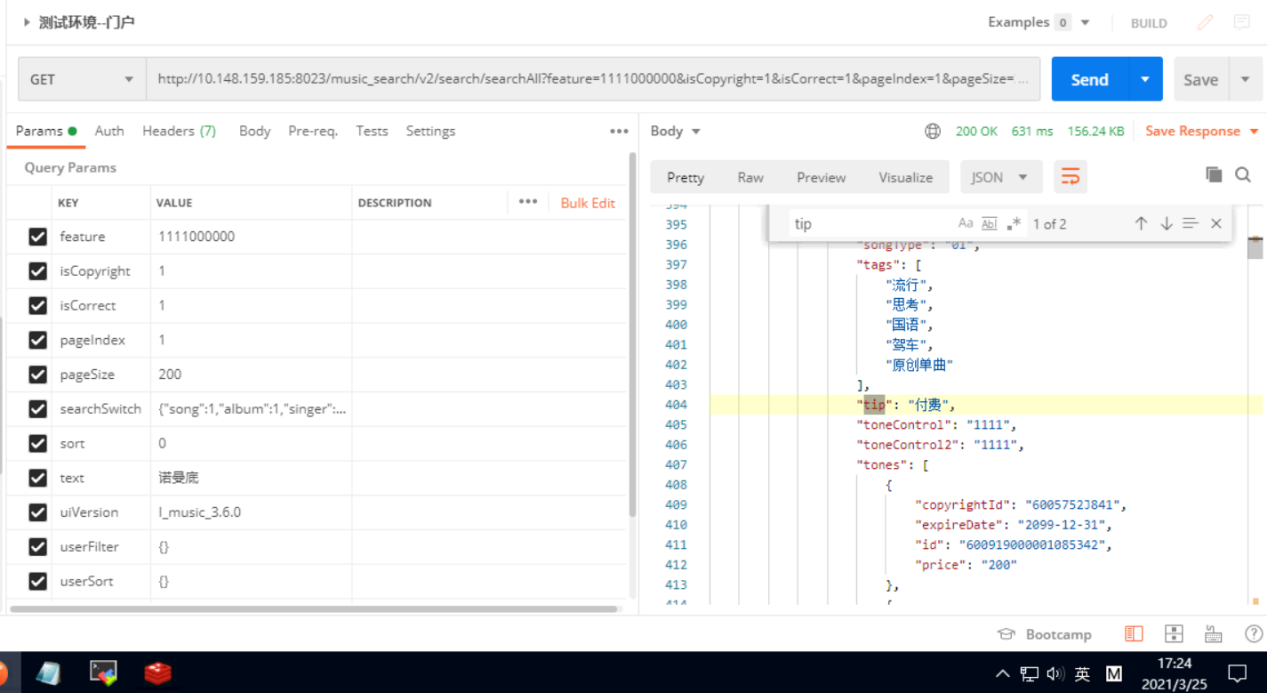 测试环境--门户
Examples 0 BUILD
GET http://10.148.159.185:8023/music_search/v2/search/searchAll?feature=1111000000&isCopyright=1&isCorrect=1&pageIndex=1&pageSize= ... Send Save
Params Auth Headers (7) Body Pre-req. Tests Settings •••
Query Params
KEY VALUE DESCRIPTION ••• Bulk Edit
feature 1111000000
isCopyright 1
isCorrect 1
pageIndex 1
pageSize 200
searchSwitch {"song":1,"album":1,"singer":...
sort 0
text 诺曼底
uiVersion I_music_3.6.0
userFilter {}
userSort {}
Body 200 OK 631 ms 156.24 KB Save Response
Pretty Raw Preview Visualize JSON
tip Aa Abl .* 1 of 2
394
395
396 "songType": "01",
397 "tags": [
398 "流行",
399 "思考",
400 "国语",
401 "驾车",
402 "原创单曲"
403 ],
404 "tip": "付费",
405 "toneControl": "1111",
406 "toneControl2": "1111",
407 "tones": [
408 {
409 "copyrightId": "60057523841",
410 "expireDate": "2099-12-31",
411 "id": "600919000001085342",
412 "price": "200"
413 },
414 {
Bootcamp
英 M 17:24
2021/3/25